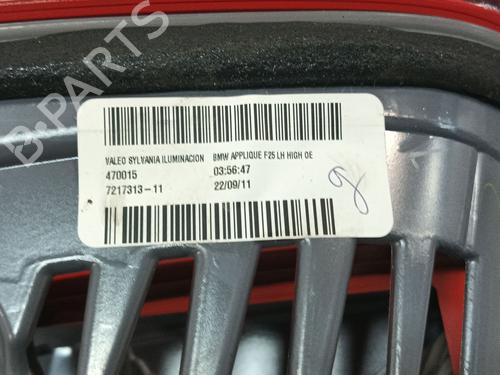 B-PARTS
VALEO SYLVANIA ILUMINACION BMW APPLIQUE F25 LH HIGH OE
470015 03:56:47
7217313-11 22/09/11